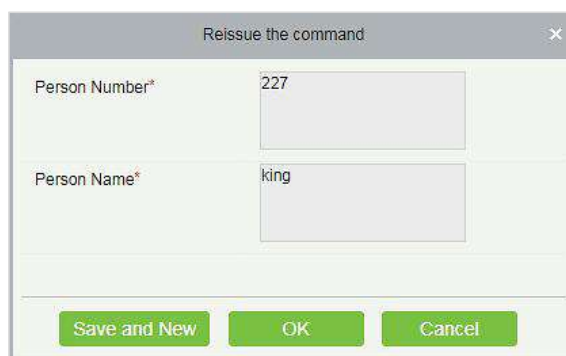 Reissue the command ×
Person Number* 227
Person Name* king
Save and New OK Cancel